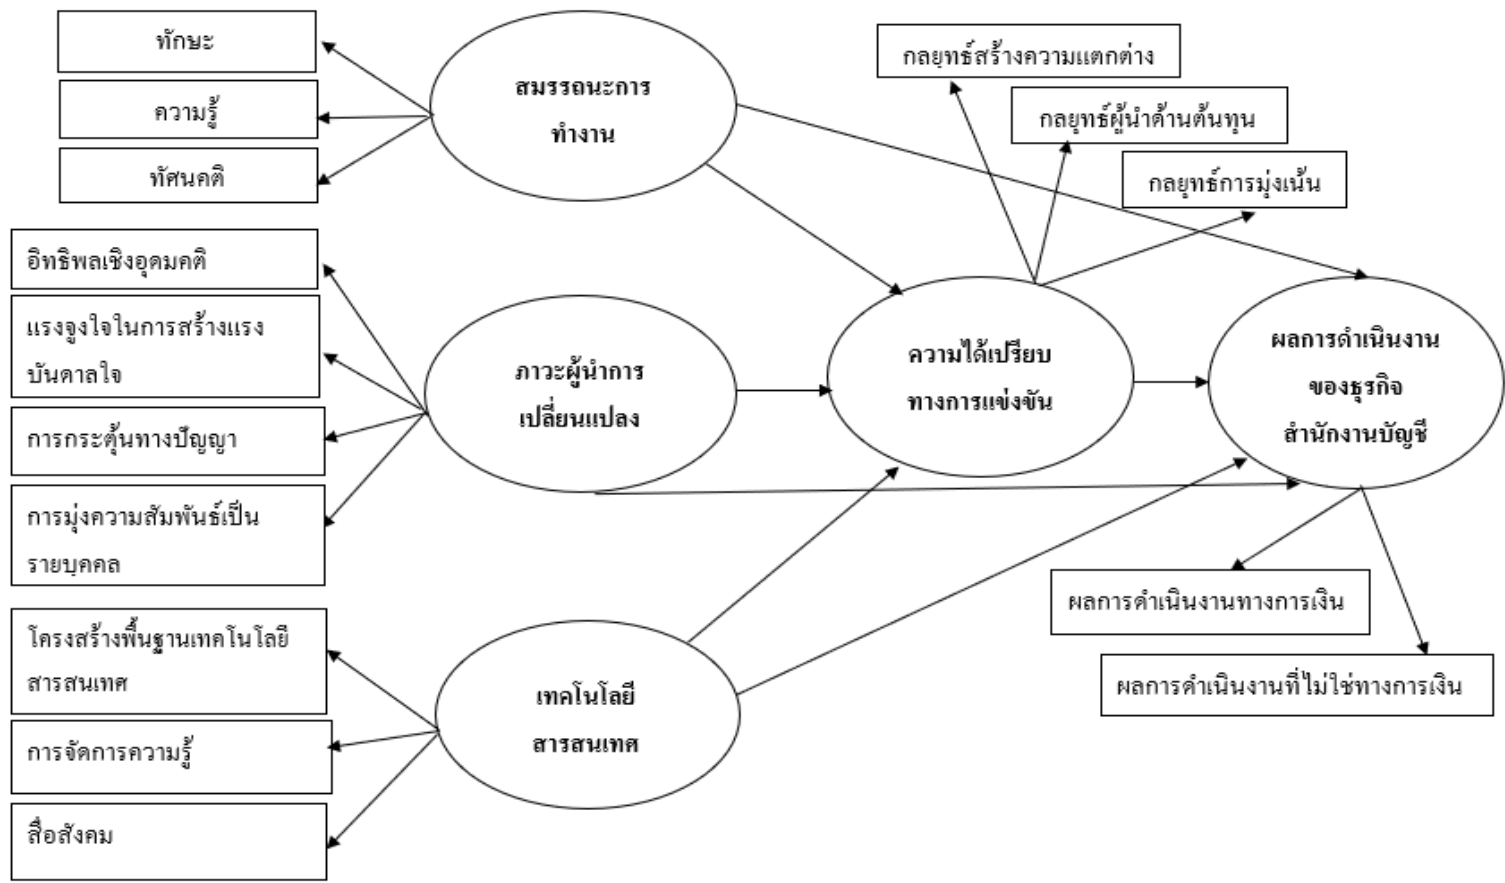 ทักษะ
ความรู้
ทัศนคติ
สมรรถนะการ
ทำงาน
กลยุทธ์สร้างความแตกต่าง
กลยุทธ์ผู้นำด้านต้นทุน
กลยุทธ์การมุ่งเน้น
อิทธิพลเชิงอุดมคติ
แรงจูงใจในการสร้างแรง
บันดาลใจ
การกระตุ้นทางปัญญา
การมุ่งความสัมพันธ์เป็น
รายบุคคล
ภาวะผู้นำการ
เปลี่ยนแปลง
ความได้เปรียบ
ทางการแข่งขัน
ผลการดำเนินงาน
ของธุรกิจ
สำนักงานบัญชี
โครงสร้างพื้นฐานเทคโนโลยี
สารสนเทศ
การจัดการความรู้
สื่อสังคม
เทคโนโลยี
สารสนเทศ
ผลการดำเนินงานทางการเงิน
ผลการดำเนินงานที่ไม่ใช่ทางการเงิน